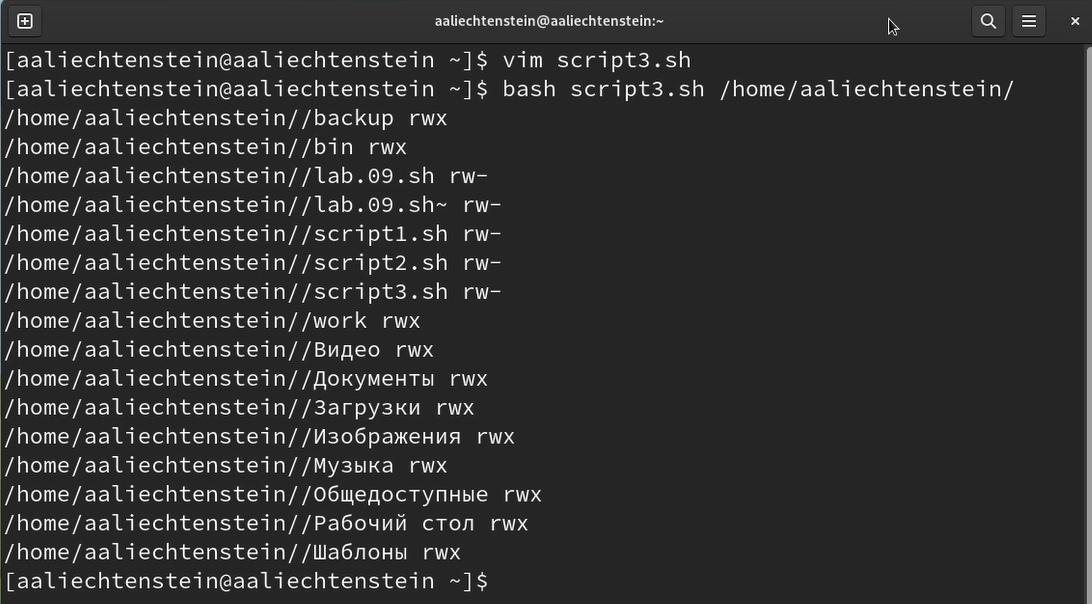 aaliechtenstein@aaliechtenstein:~
[aaliechtenstein@aaliechtenstein ~]$ vim script3.sh
[aaliechtenstein@aaliechtenstein ~]$ bash script3.sh /home/aaliechtenstein/
/home/aaliechtenstein//backup rwx
/home/aaliechtenstein//bin rwx
/home/aaliechtenstein//lab.09.sh rw-
/home/aaliechtenstein//lab.09.sh~ rw-
/home/aaliechtenstein//script1.sh rw-
/home/aaliechtenstein//script2.sh rw-
/home/aaliechtenstein//script3.sh rw-
/home/aaliechtenstein//work rwx
/home/aaliechtenstein//Видео rwx
/home/aaliechtenstein//Документы rwx
/home/aaliechtenstein//Загрузки rwx
/home/aaliechtenstein//Изображения rwx
/home/aaliechtenstein//Музыка rwx
/home/aaliechtenstein//Общедоступные rwx
/home/aaliechtenstein//Рабочий стол rwx
/home/aaliechtenstein//Шаблоны rwx
[aaliechtenstein@aaliechtenstein ~]$